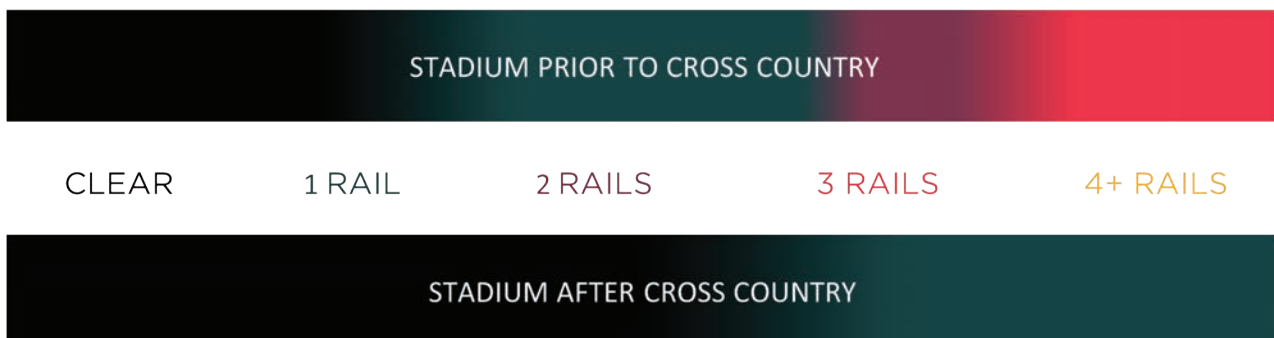 STADIUM PRIOR TO CROSS COUNTRY
CLEAR 1 RAIL 2 RAILS 3 RAILS 4+ RAILS
STADIUM AFTER CROSS COUNTRY